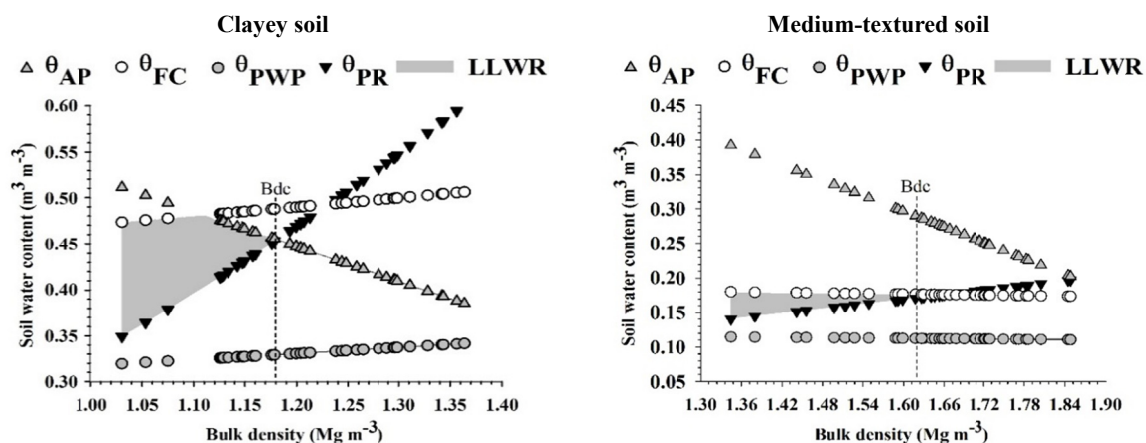 Clayey soil
θAP θFC θPWP θPR LLWR
Soil water content (m³ m⁻³)
0.60
0.55
0.50
0.45
0.40
0.35
0.30
Bdc
1.00 1.05 1.10 1.15 1.20 1.25 1.30 1.35 1.40
Bulk density (Mg m⁻³)
Medium-textured soil
θAP θFC θPWP θPR LLWR
Soil water content (m³ m⁻³)
0.45
0.40
0.35
0.30
0.25
0.20
0.15
0.10
0.05
Bdc
1.30 1.36 1.42 1.48 1.54 1.60 1.66 1.72 1.78 1.84 1.90
Bulk density (Mg m⁻³)